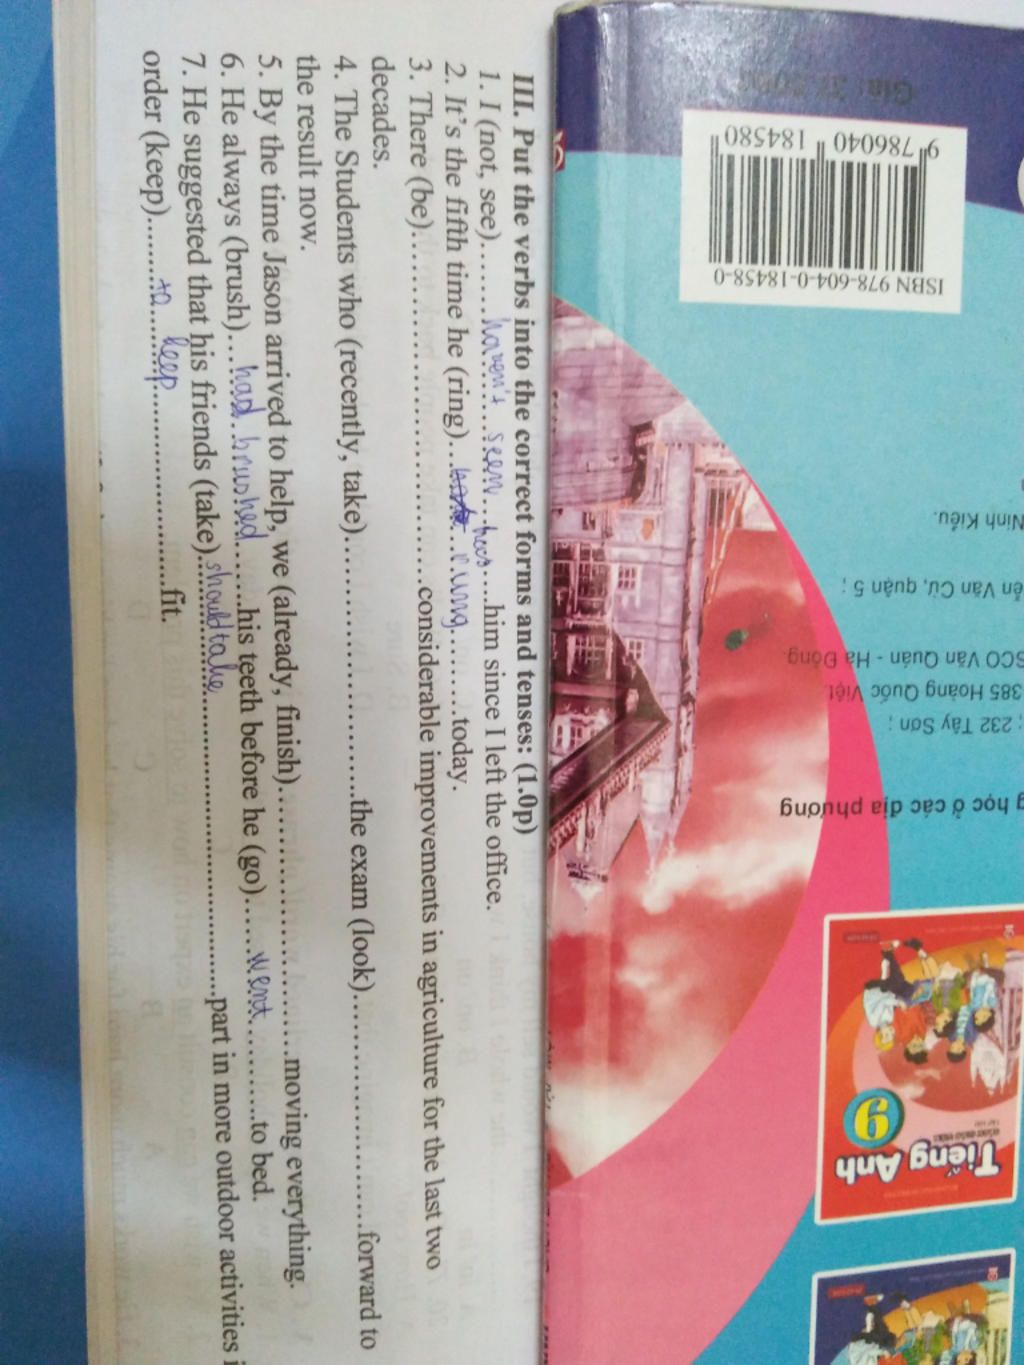 III. Put the verbs into the correct forms and tenses: (1.0p)
1. I (not, see)........haven't seen........him since I left the office.
2. It's the fifth time he (ring)...has rung........today.
3. There (be)................................considerable improvements in agriculture for the last two
decades.
4. The Students who (recently, take)................................the exam (look)................................forward to
the result now.
5. By the time Jason arrived to help, we (already, finish)................................moving everything.
6. He always (brush)...had brushed......his teeth before he (go)......went.........to bed.
7. He suggested that his friends (take)should take................................part in more outdoor activities
order (keep).........to keep........................fit.
ISBN 978-604-0-18458-0
9 786040 184580
Ninh Kiều.
Văn Cừ, quận 5 ;
Văn Quán - Hà Đông.
385 Hoàng Quốc Việt
; 232 Tây Sơn ;
học ở các địa phương
Tiếng Anh
9